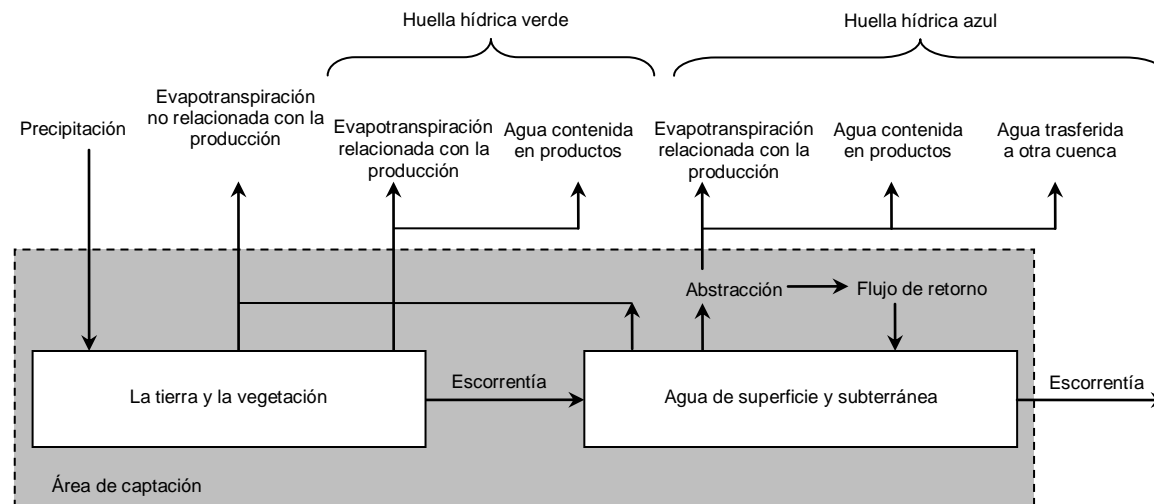 Huella hídrica verde
Huella hídrica azul
Precipitación
Evapotranspiración
no relacionada con la
producción
Evapotranspiración
relacionada con la
producción
Agua contenida
en productos
Evapotranspiración
relacionada con la
producción
Agua contenida
en productos
Agua trasferida
a otra cuenca
Abstracción
Flujo de retorno
La tierra y la vegetación
Escorrentía
Agua de superficie y subterránea
Escorrentía
Área de captación